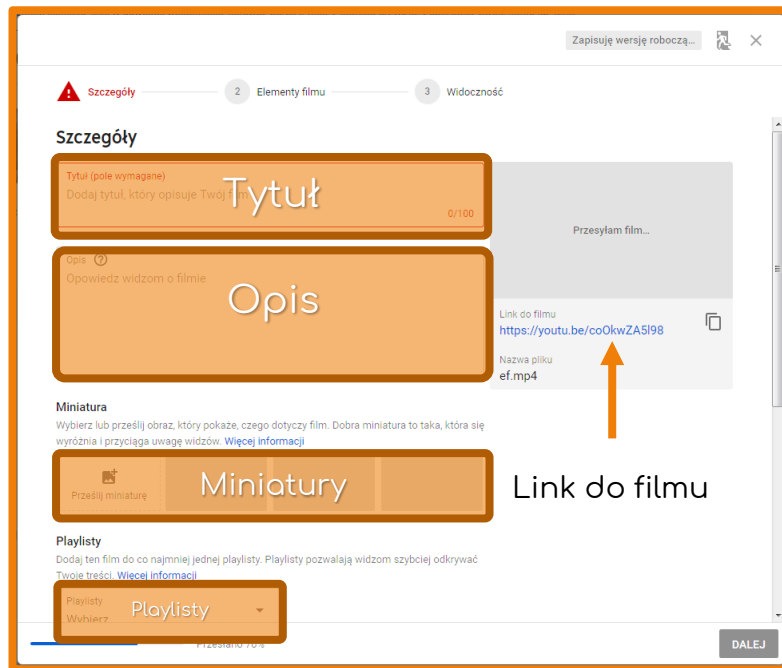 Zapisuję wersję roboczą...
Szczegóły
2 Elementy filmu
3 Widoczność
Szczegóły
Tytuł (pole wymagane)
Dodaj tytuł, który opisuje Twój film
Tytuł
0/100
Przesyłam film...
Opis
Opowiedz widzom o filmie
Opis
Link do filmu
https://youtu.be/coOkwZA5l98
Nazwa pliku
ef.mp4
Miniatura
Wybierz lub prześlij obraz, który pokaże, czego dotyczy film. Dobra miniatura to taka, która się
wyróżnia i przyciąga uwagę widzów. Więcej informacji
Prześlij miniaturę
Miniatury
Link do filmu
Playlisty
Dodaj ten film do co najmniej jednej playlisty. Playlisty pozwalają widzom szybciej odkrywać
Twoje treści. Więcej informacji
Playlisty
Wybierz
Playlisty
Przesłano 70%
DALEJ